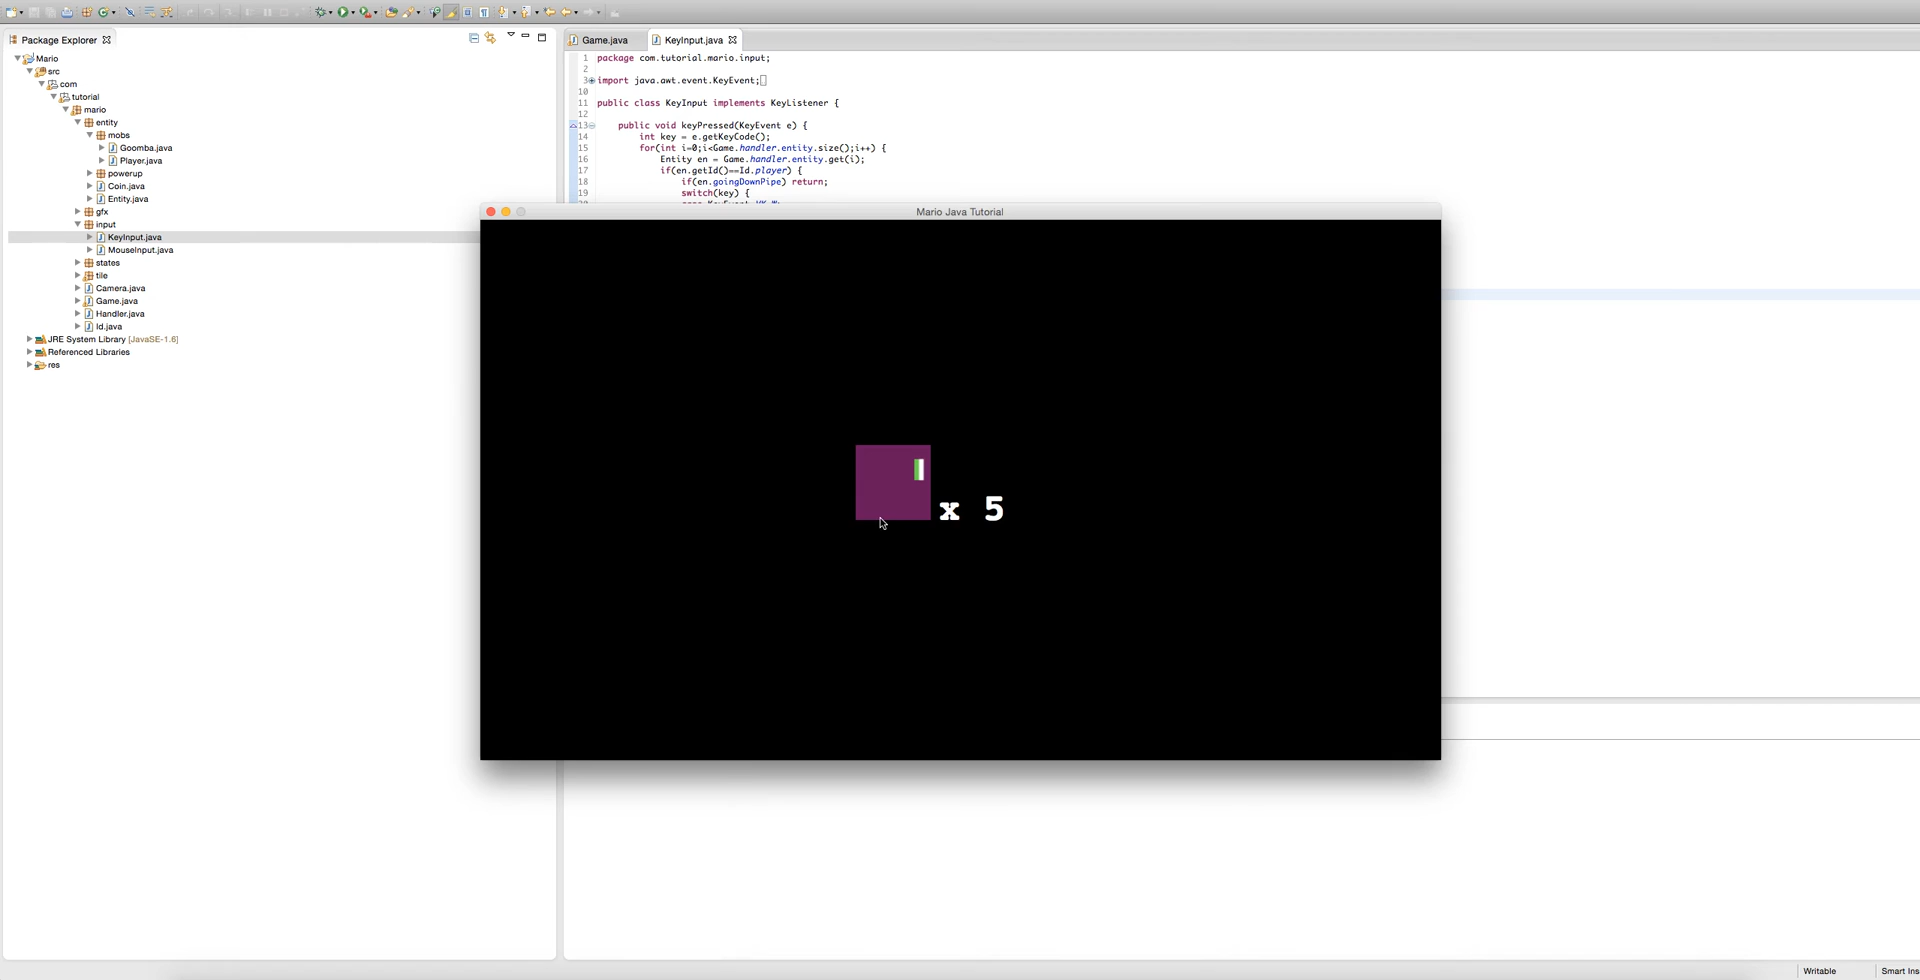 Package Explorer
Mario
src
com
tutorial
mario
entity
mobs
Goomba.java
Player.java
powerup
Coin.java
Entity.java
gfx
input
KeyInput.java
MouseInput.java
states
tile
Camera.java
Game.java
Handler.java
Id.java
JRE System Library [JavaSE-1.6]
Referenced Libraries
res
Game.java
KeyInput.java
1 package com.tutorial.mario.input;
2
3 import java.awt.event.KeyEvent;
10
11 public class KeyInput implements KeyListener {
12
13 public void keyPressed(KeyEvent e) {
14 int key = e.getKeyCode();
15 for(int i=0;i<Game.handler.entity.size();i++) {
16 Entity en = Game.handler.entity.get(i);
17 if(en.getId()==Id.player) {
18 if(en.goingDownPipe) return;
19 switch(key) {
Mario Java Tutorial
x 5
Writable
Smart Ins